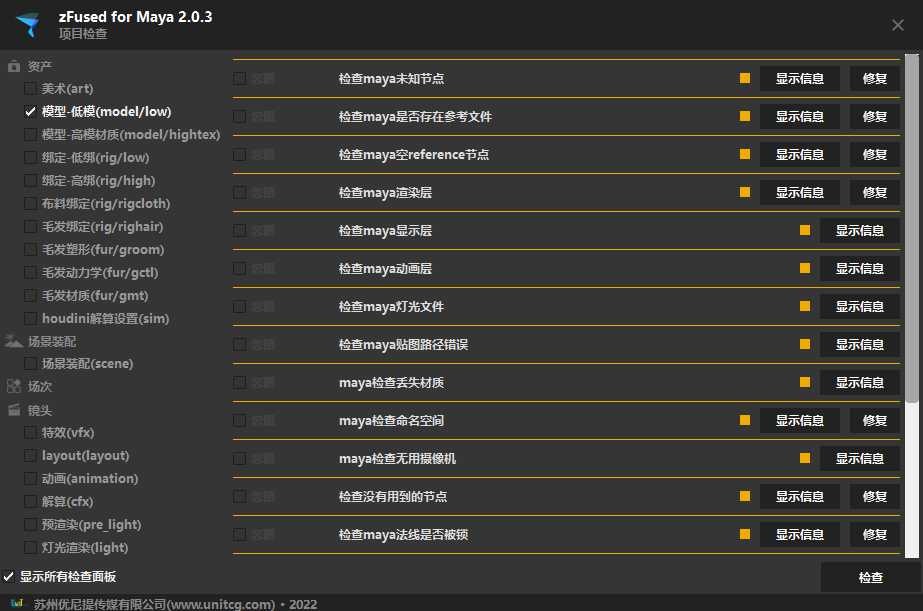 zFused for Maya 2.0.3
项目检查
资产
美术(art)
模型-低模(model/low)
模型-高模材质(model/hightex)
绑定-低绑(rig/low)
绑定-高绑(rig/high)
布料绑定(rig/rigcloth)
毛发绑定(rig/righair)
毛发塑形(fur/groom)
毛发动力学(fur/gctl)
毛发材质(fur/gmt)
houdini解算设置(sim)
场景装配
场景装配(scene)
场次
镜头
特效(vfx)
layout(layout)
动画(animation)
解算(cfx)
预渲染(pre_light)
灯光渲染(light)
忽略 检查maya未知节点 显示信息 修复
忽略 检查maya是否存在参考文件 显示信息 修复
忽略 检查maya空reference节点 显示信息 修复
忽略 检查maya渲染层 显示信息 修复
忽略 检查maya显示层 显示信息
忽略 检查maya动画层 显示信息
忽略 检查maya灯光文件 显示信息
忽略 检查maya贴图路径错误 显示信息
忽略 maya检查丢失材质 显示信息
忽略 maya检查命名空间 显示信息 修复
忽略 maya检查无用摄像机 显示信息
忽略 检查没有用到的节点 显示信息 修复
忽略 检查maya法线是否被锁 显示信息 修复
显示所有检查面板
检查
苏州优尼提传媒有限公司(www.unitcg.com) • 2022